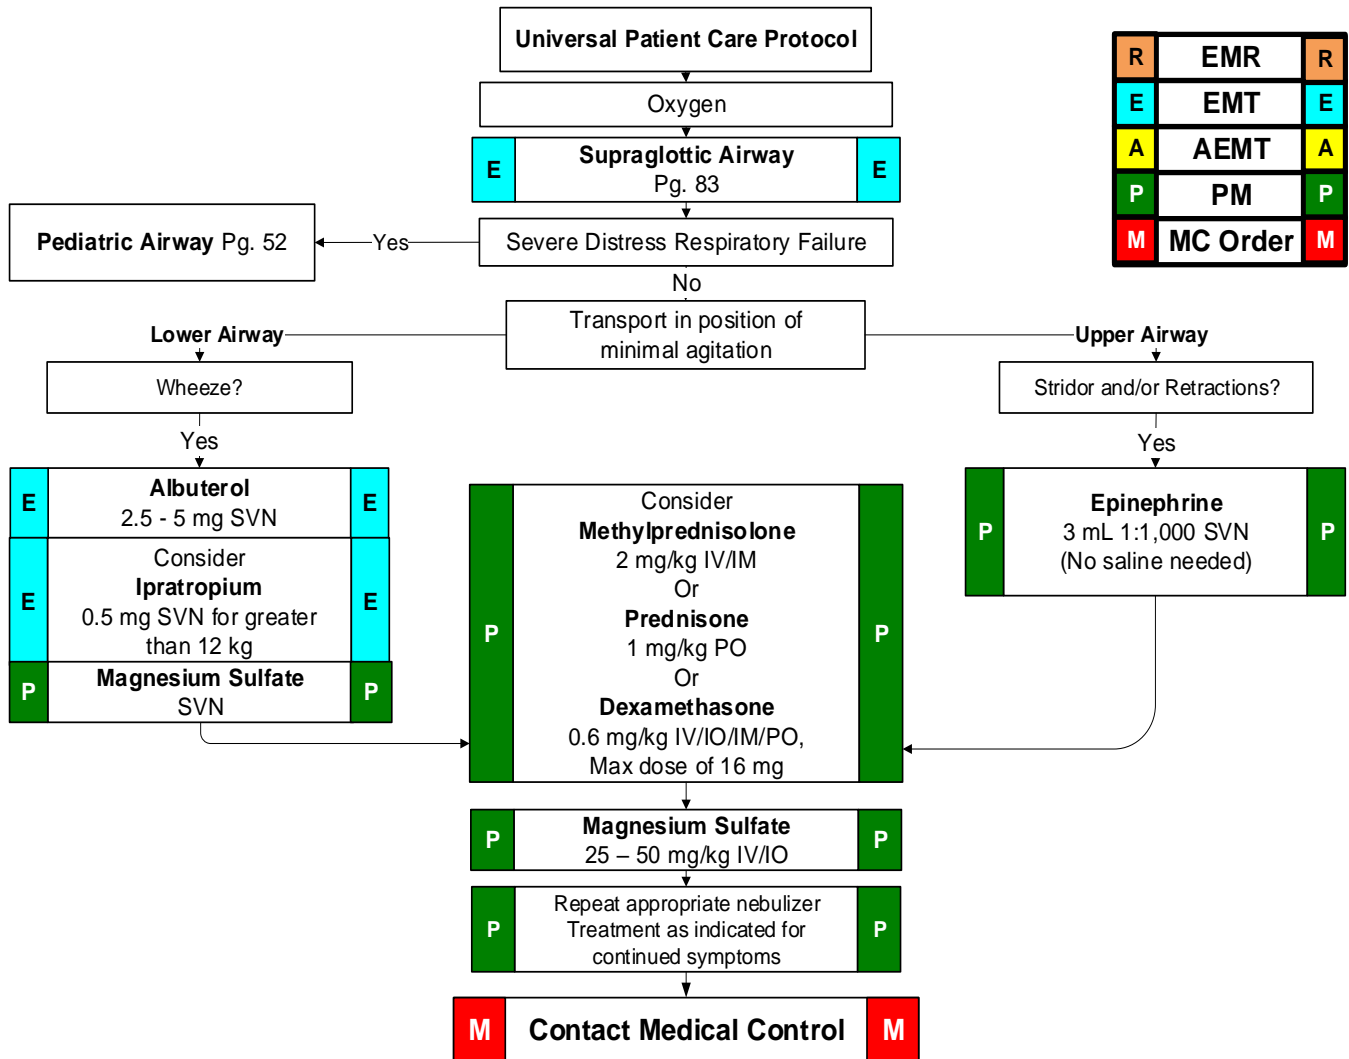 Universal Patient Care Protocol
Oxygen
E Supraglottic Airway E
Pg. 83
R EMR R
E EMT E
A AEMT A
P PM P
M MC Order M
Pediatric Airway Pg. 52
Yes
Severe Distress Respiratory Failure
No
Transport in position of
minimal agitation
Lower Airway
Upper Airway
Wheeze?
Stridor and/or Retractions?
Yes
Yes
E Albuterol E
2.5 - 5 mg SVN
Consider
Ipratropium
E 0.5 mg SVN for greater E
than 12 kg
P Magnesium Sulfate P
SVN
Consider
Methylprednisolone
2 mg/kg IV/IM
Or
P Prednisone P
1 mg/kg PO
Or
Dexamethasone
0.6 mg/kg IV/IO/IM/PO,
Max dose of 16 mg
Epinephrine
P 3 mL 1:1,000 SVN P
(No saline needed)
P Magnesium Sulfate P
25 – 50 mg/kg IV/IO
Repeat appropriate nebulizer
P Treatment as indicated for P
continued symptoms
M Contact Medical Control M